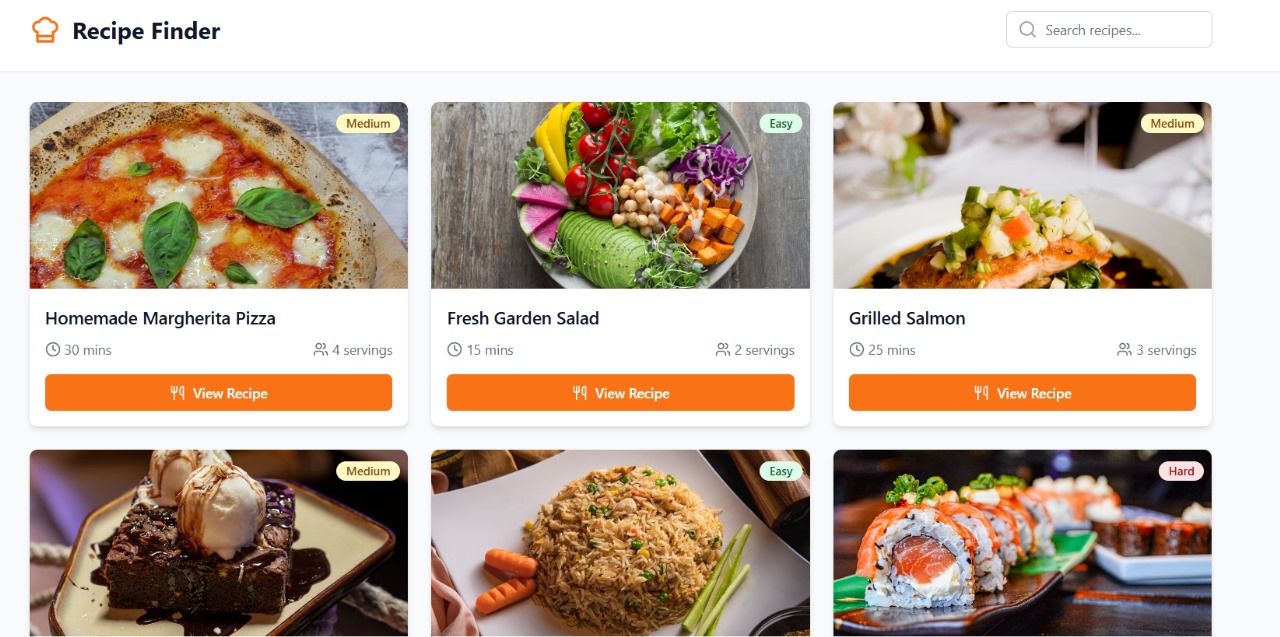 Recipe Finder
Search recipes...
Medium
Easy
Medium
Homemade Margherita Pizza
Fresh Garden Salad
Grilled Salmon
30 mins
4 servings
15 mins
2 servings
25 mins
3 servings
View Recipe
View Recipe
View Recipe
Medium
Easy
Hard